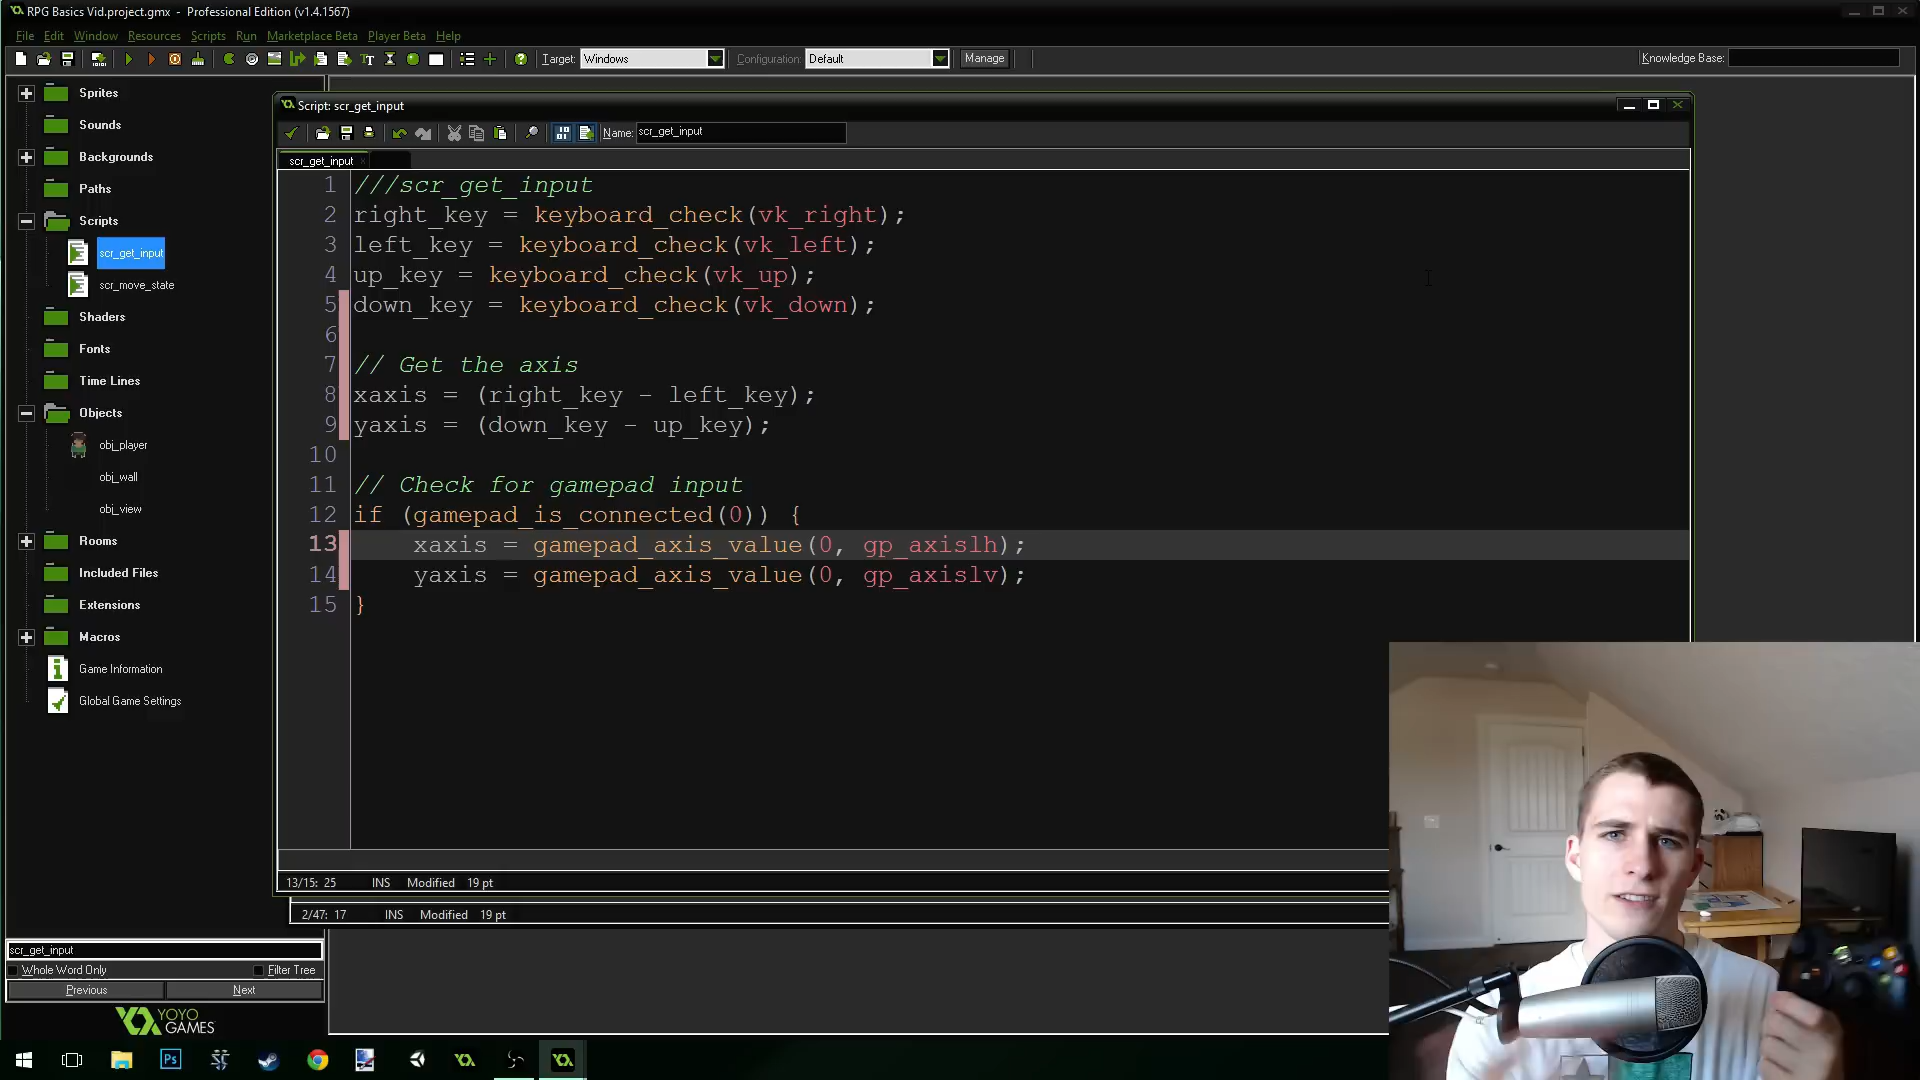 RPG Basics Vid.project.gmx - Professional Edition (v1.4.1567)
File Edit Window Resources Scripts Run Marketplace Beta Player Beta Help
Target: Windows Configuration: Default Manage Knowledge Base:
Sprites
Sounds
Backgrounds
Paths
Scripts
scr_get_input
scr_move_state
Shaders
Fonts
Time Lines
Objects
obj_player
obj_wall
obj_view
Rooms
Included Files
Extensions
Macros
Game Information
Global Game Settings
scr_get_input
Whole Word Only Filter Tree
Previous Next
YOYO
GAMES
Script: scr_get_input
Name: scr_get_input
scr_get_input
1 ///scr_get_input
2 right_key = keyboard_check(vk_right);
3 left_key = keyboard_check(vk_left);
4 up_key = keyboard_check(vk_up);
5 down_key = keyboard_check(vk_down);
6
7 // Get the axis
8 xaxis = (right_key - left_key);
9 yaxis = (down_key - up_key);
10
11 // Check for gamepad input
12 if (gamepad_is_connected(0)) {
13 xaxis = gamepad_axis_value(0, gp_axislh);
14 yaxis = gamepad_axis_value(0, gp_axislv);
15 }
13/15: 25 INS Modified 19 pt
2/47: 17 INS Modified 19 pt
Ps